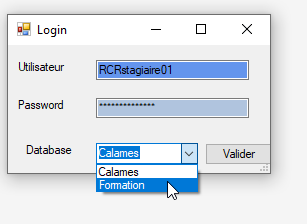 Login
Utilisateur RCRstagiaire01
Password **************
Database Calames Valider
Calames
Formation